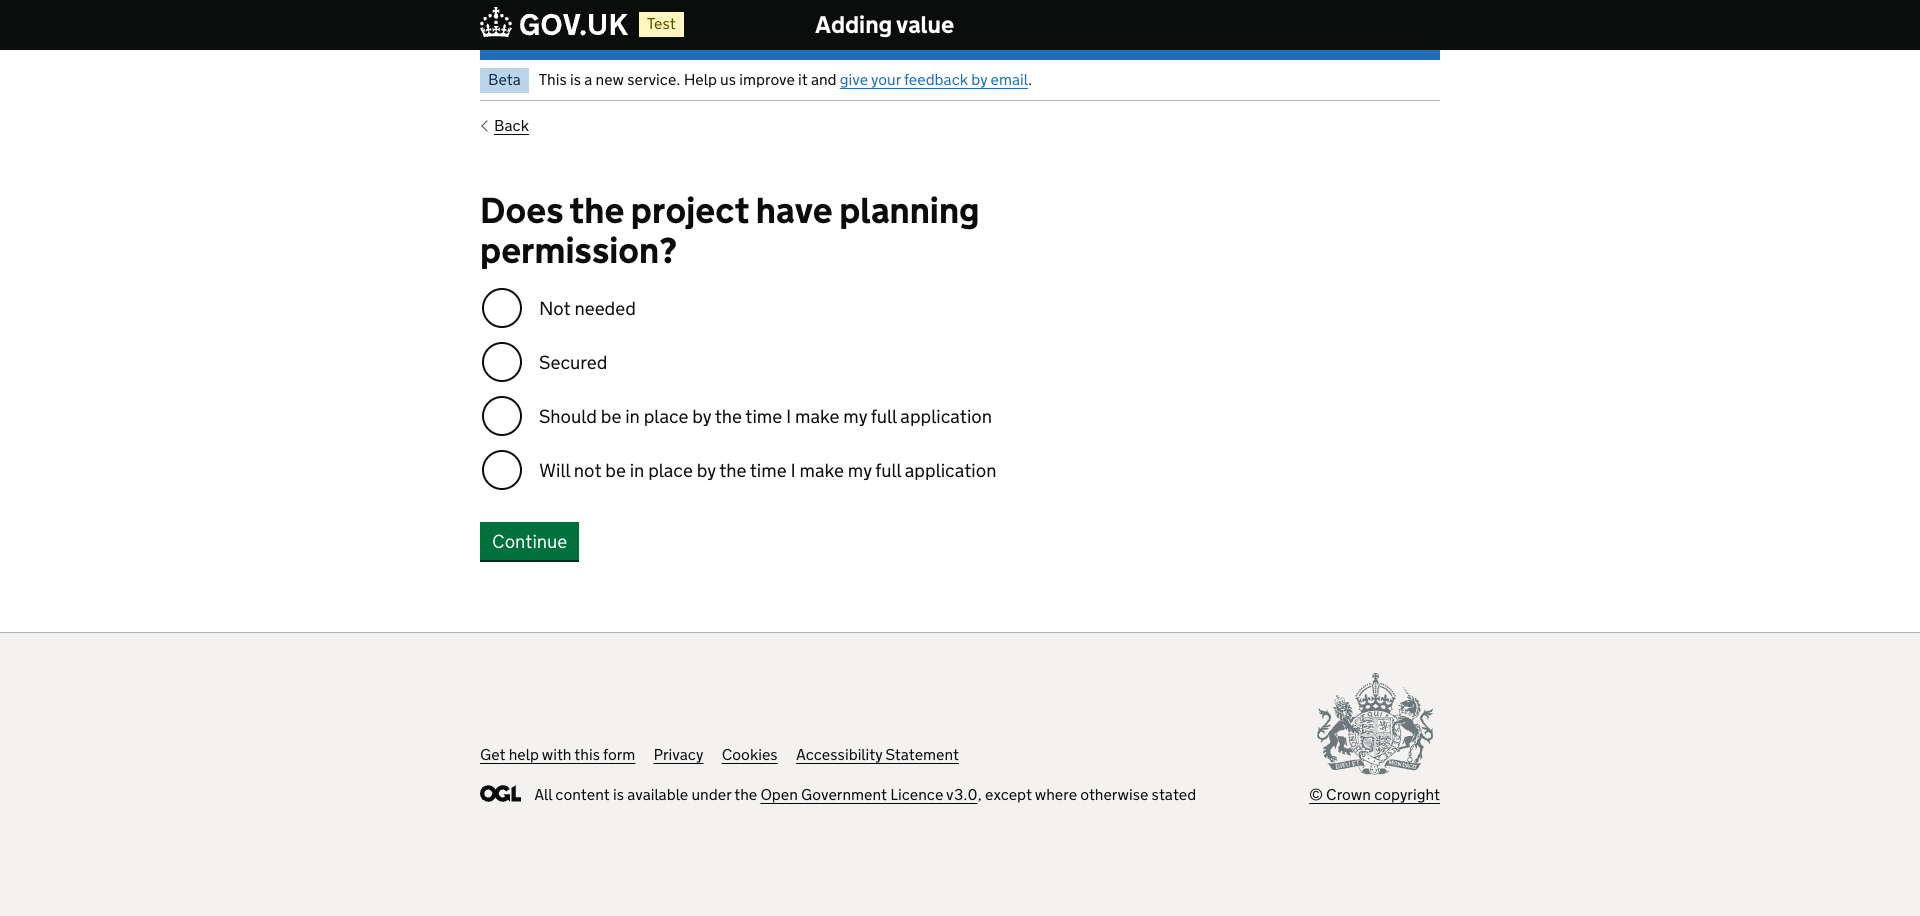 GOV.UK Test Adding value
Beta This is a new service. Help us improve it and give your feedback by email.
Back
Does the project have planning
permission?
Not needed
Secured
Should be in place by the time I make my full application
Will not be in place by the time I make my full application
Continue
Get help with this form Privacy Cookies Accessibility Statement
OGL All content is available under the Open Government Licence v3.0, except where otherwise stated
© Crown copyright